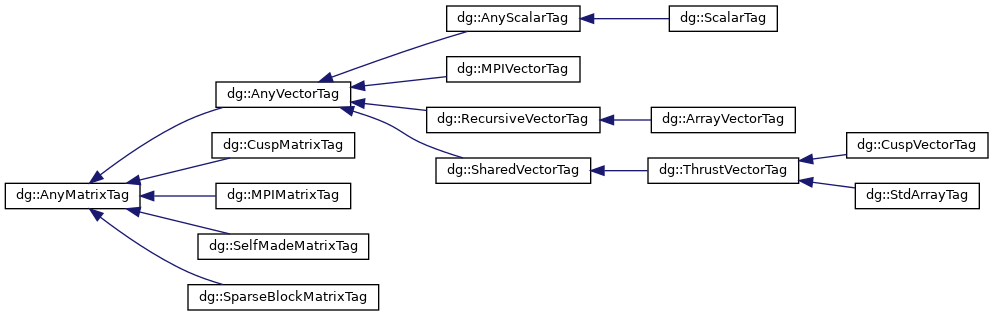 dg::AnyScalarTag
dg::ScalarTag
dg::MPIVectorTag
dg::AnyVectorTag
dg::RecursiveVectorTag
dg::ArrayVectorTag
dg::CuspMatrixTag
dg::CuspVectorTag
dg::SharedVectorTag
dg::ThrustVectorTag
dg::AnyMatrixTag
dg::MPIMatrixTag
dg::StdArrayTag
dg::SelfMadeMatrixTag
dg::SparseBlockMatrixTag